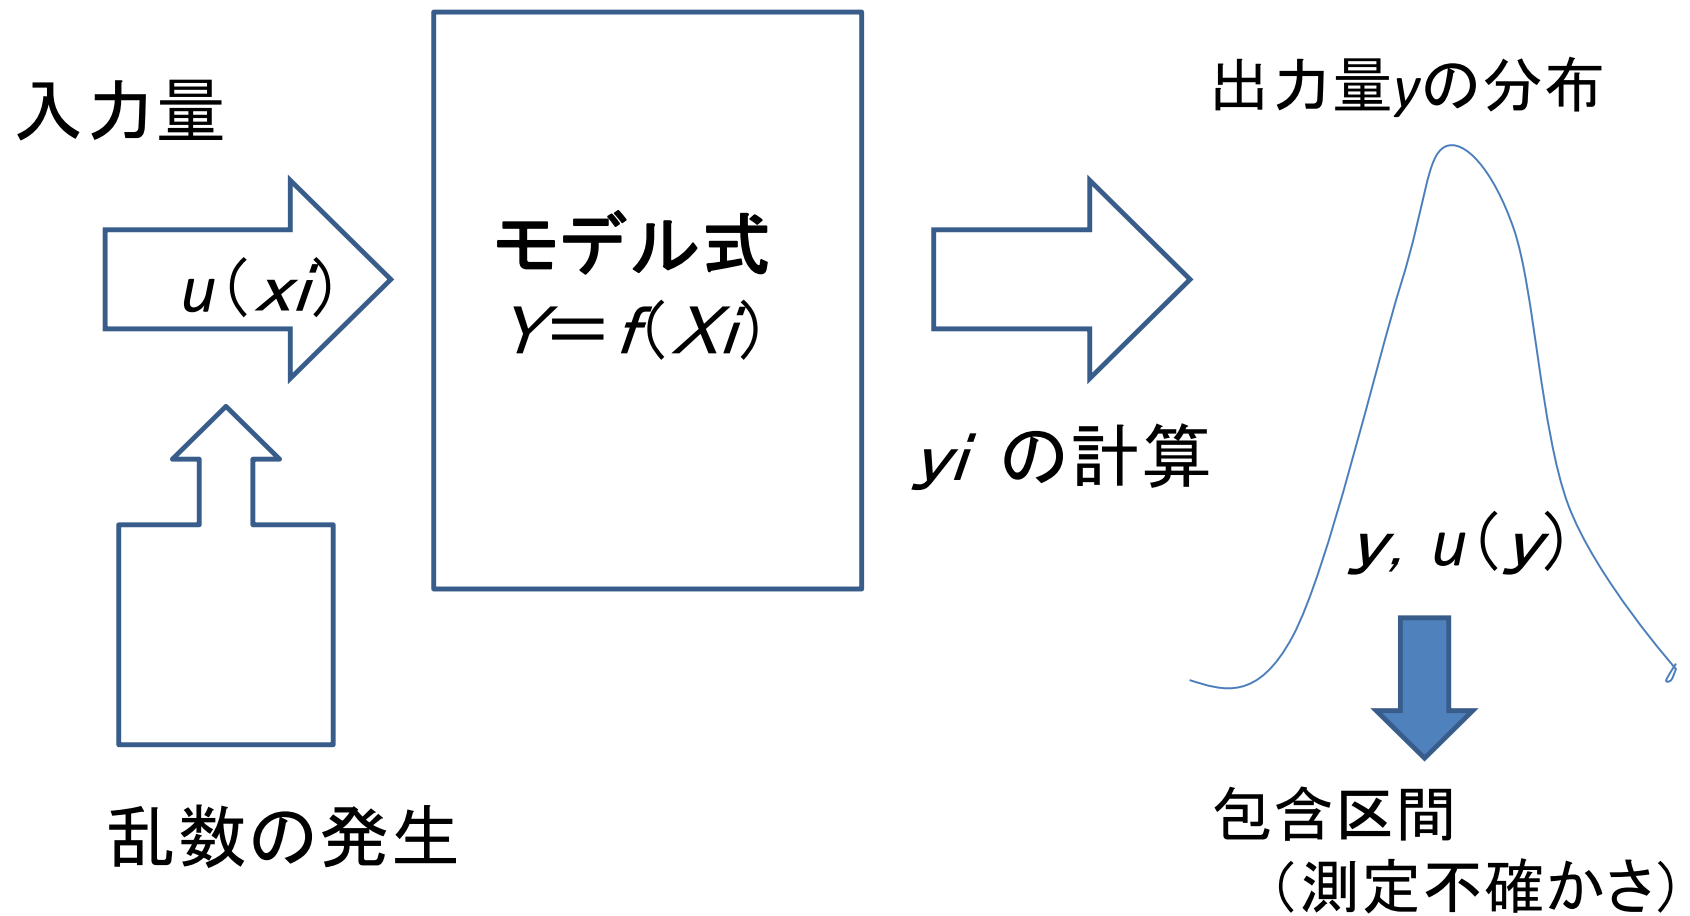 入力量
u（xi）
乱数の発生
モデル式
Y＝f（Xi）
yi の計算
出力量yの分布
y，u（y）
包含区間
（測定不確かさ）